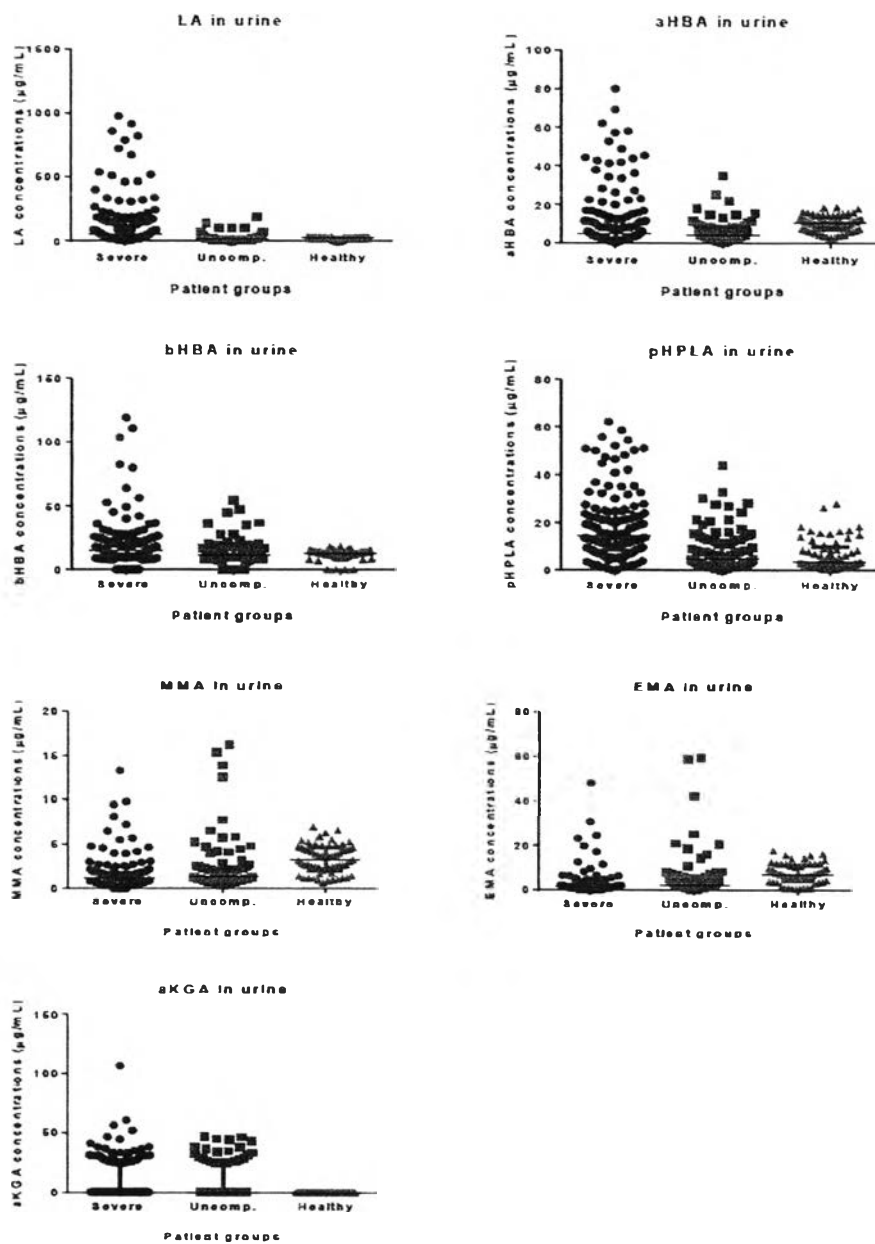 LA in urine
LA concentrations (µg/mL)
1500
1000
500
0
Severe Uncomp. Healthy
Patient groups
aHBA in urine
aHBA concentrations (µg/mL)
100
80
60
40
20
0
Severe Uncomp. Healthy
Patient groups
bHBA in urine
bHBA concentrations (µg/mL)
150
100
50
0
Severe Uncomp. Healthy
Patient groups
pHPLA in urine
pHPLA concentrations (µg/mL)
80
60
40
20
0
Severe Uncomp. Healthy
Patient groups
MMA in urine
MMA concentrations (µg/mL)
20
15
10
5
0
Severe Uncomp. Healthy
Patient groups
EMA in urine
EMA concentrations (µg/mL)
80
60
40
20
0
Severe Uncomp. Healthy
Patient groups
aKGA in urine
aKGA concentrations (µg/mL)
150
100
50
0
Severe Uncomp. Healthy
Patient groups